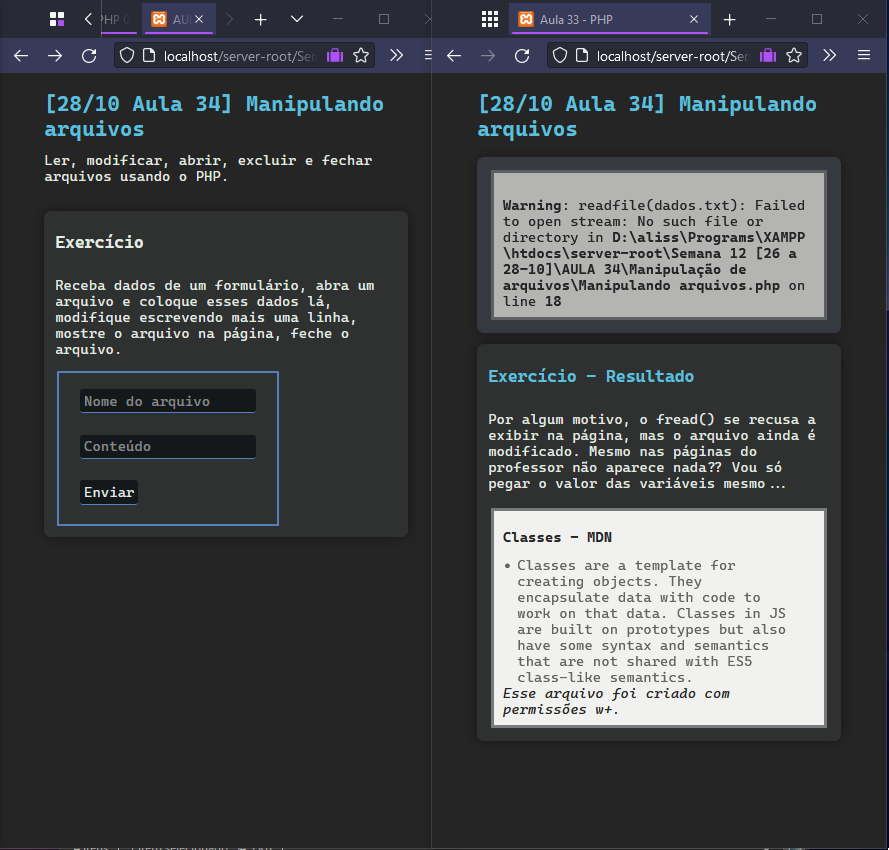 PHP
AU
Aula 33 - PHP
localhost/server-root/Se
localhost/server-root/Ser
[28/10 Aula 34] Manipulando
arquivos
Ler, modificar, abrir, excluir e fechar
arquivos usando o PHP.
Exercício
Receba dados de um formulário, abra um
arquivo e coloque esses dados lá,
modifique escrevendo mais uma linha,
mostre o arquivo na página, feche o
arquivo.
Nome do arquivo
Conteúdo
Enviar
[28/10 Aula 34] Manipulando
arquivos
Warning: readfile(dados.txt): Failed
to open stream: No such file or
directory in D:\aliss\Programs\XAMPP
\htdocs\server-root\Semana 12 [26 a
28-10]\AULA 34\Manipulação de
arquivos\Manipulando arquivos.php on
line 18
Exercício - Resultado
Por algum motivo, o fread() se recusa a
exibir na página, mas o arquivo ainda é
modificado. Mesmo nas páginas do
professor não aparece nada?? Vou só
pegar o valor das variáveis mesmo...
Classes - MDN
• Classes are a template for
creating objects. They
encapsulate data with code to
work on that data. Classes in JS
are built on prototypes but also
have some syntax and semantics
that are not shared with ES5
class-like semantics.
Esse arquivo foi criado com
permissões w+.